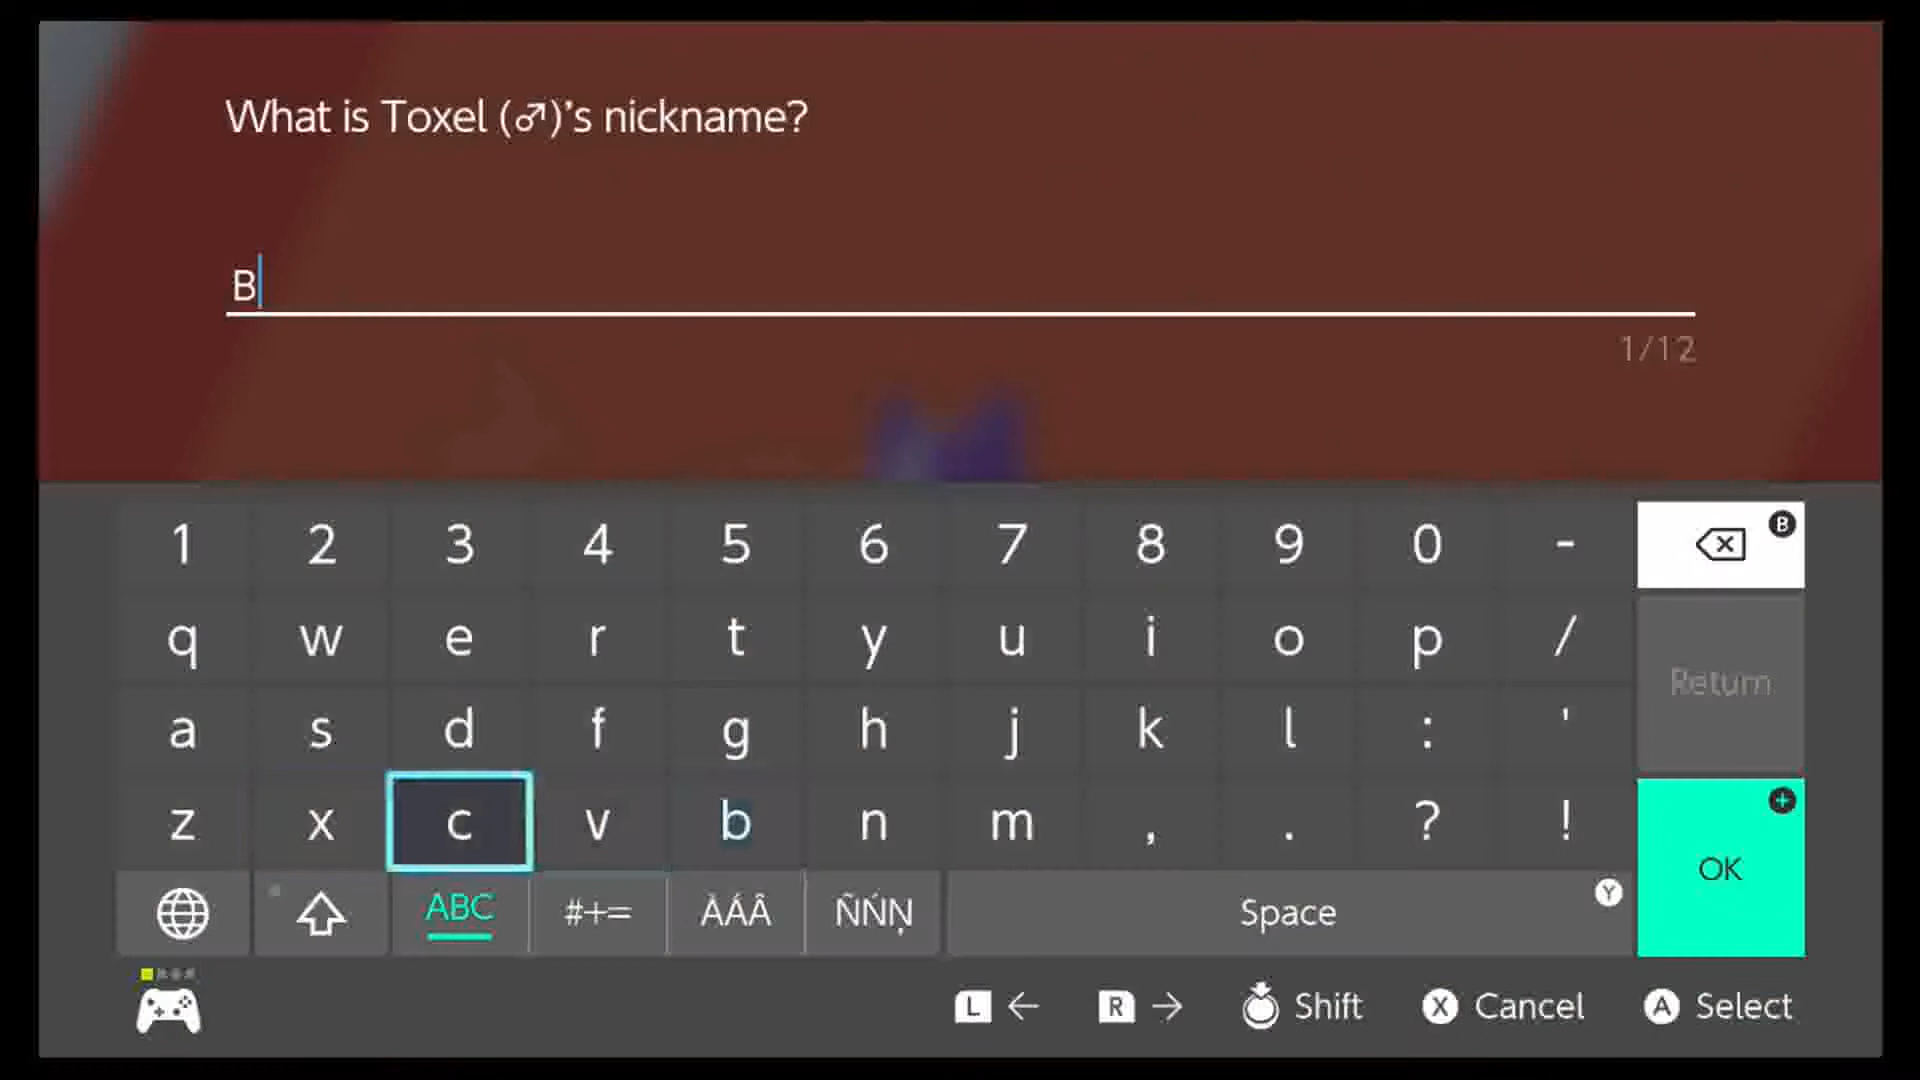 What is Toxel (♂)'s nickname?
B
1/12
1 2 3 4 5 6 7 8 9 0 - B
q w e r t y u i o p /
Return
a s d f g h j k l : '
z x c v b n m , . ? ! +
OK
ABC #+= ÀÁÂ ÑŃŅ Space Y
L ← R → Shift X Cancel A Select